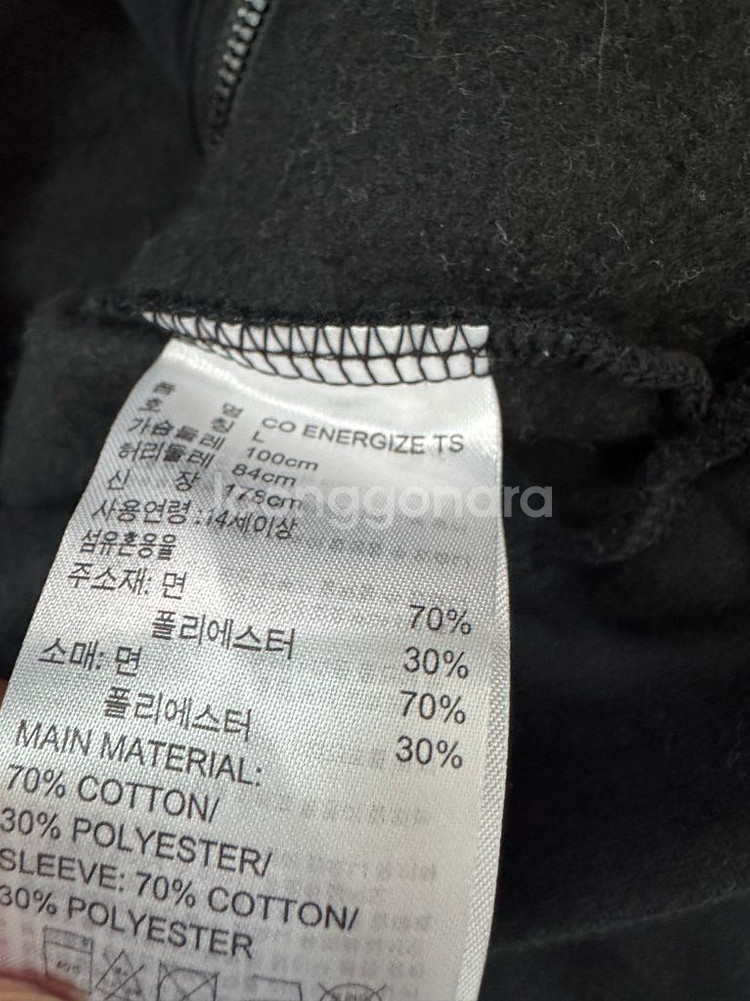 품 명 CO ENERGIZE TS
호 칭 L
가슴둘레 100cm
허리둘레 84cm
신 장 178cm
사용연령 : 14세이상
섬유혼용율
주소재: 면 70%
폴리에스터 30%
소매: 면 70%
폴리에스터 30%
MAIN MATERIAL:
70% COTTON/
30% POLYESTER/
SLEEVE: 70% COTTON/
30% POLYESTER